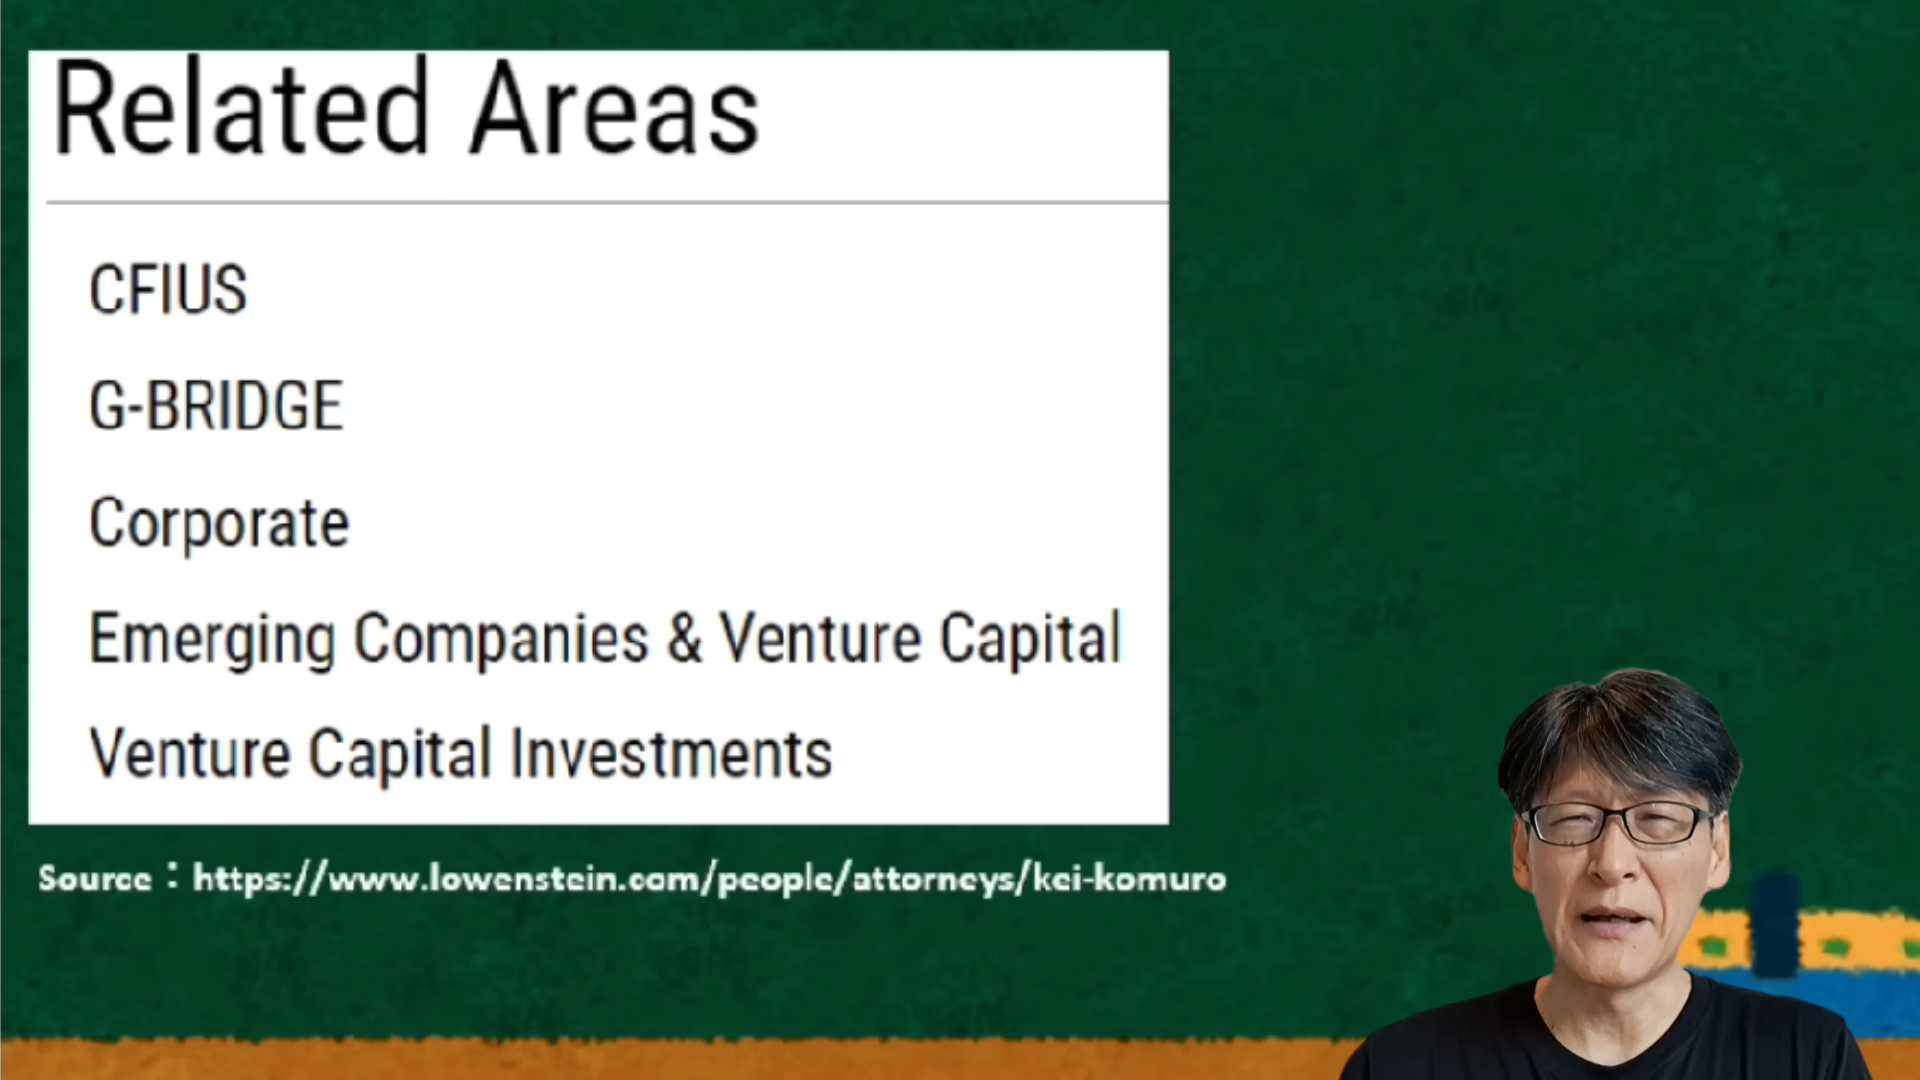 Related Areas
CFIUS
G-BRIDGE
Corporate
Emerging Companies & Venture Capital
Venture Capital Investments
Source：https://www.lowenstein.com/people/attorneys/kei-komuro